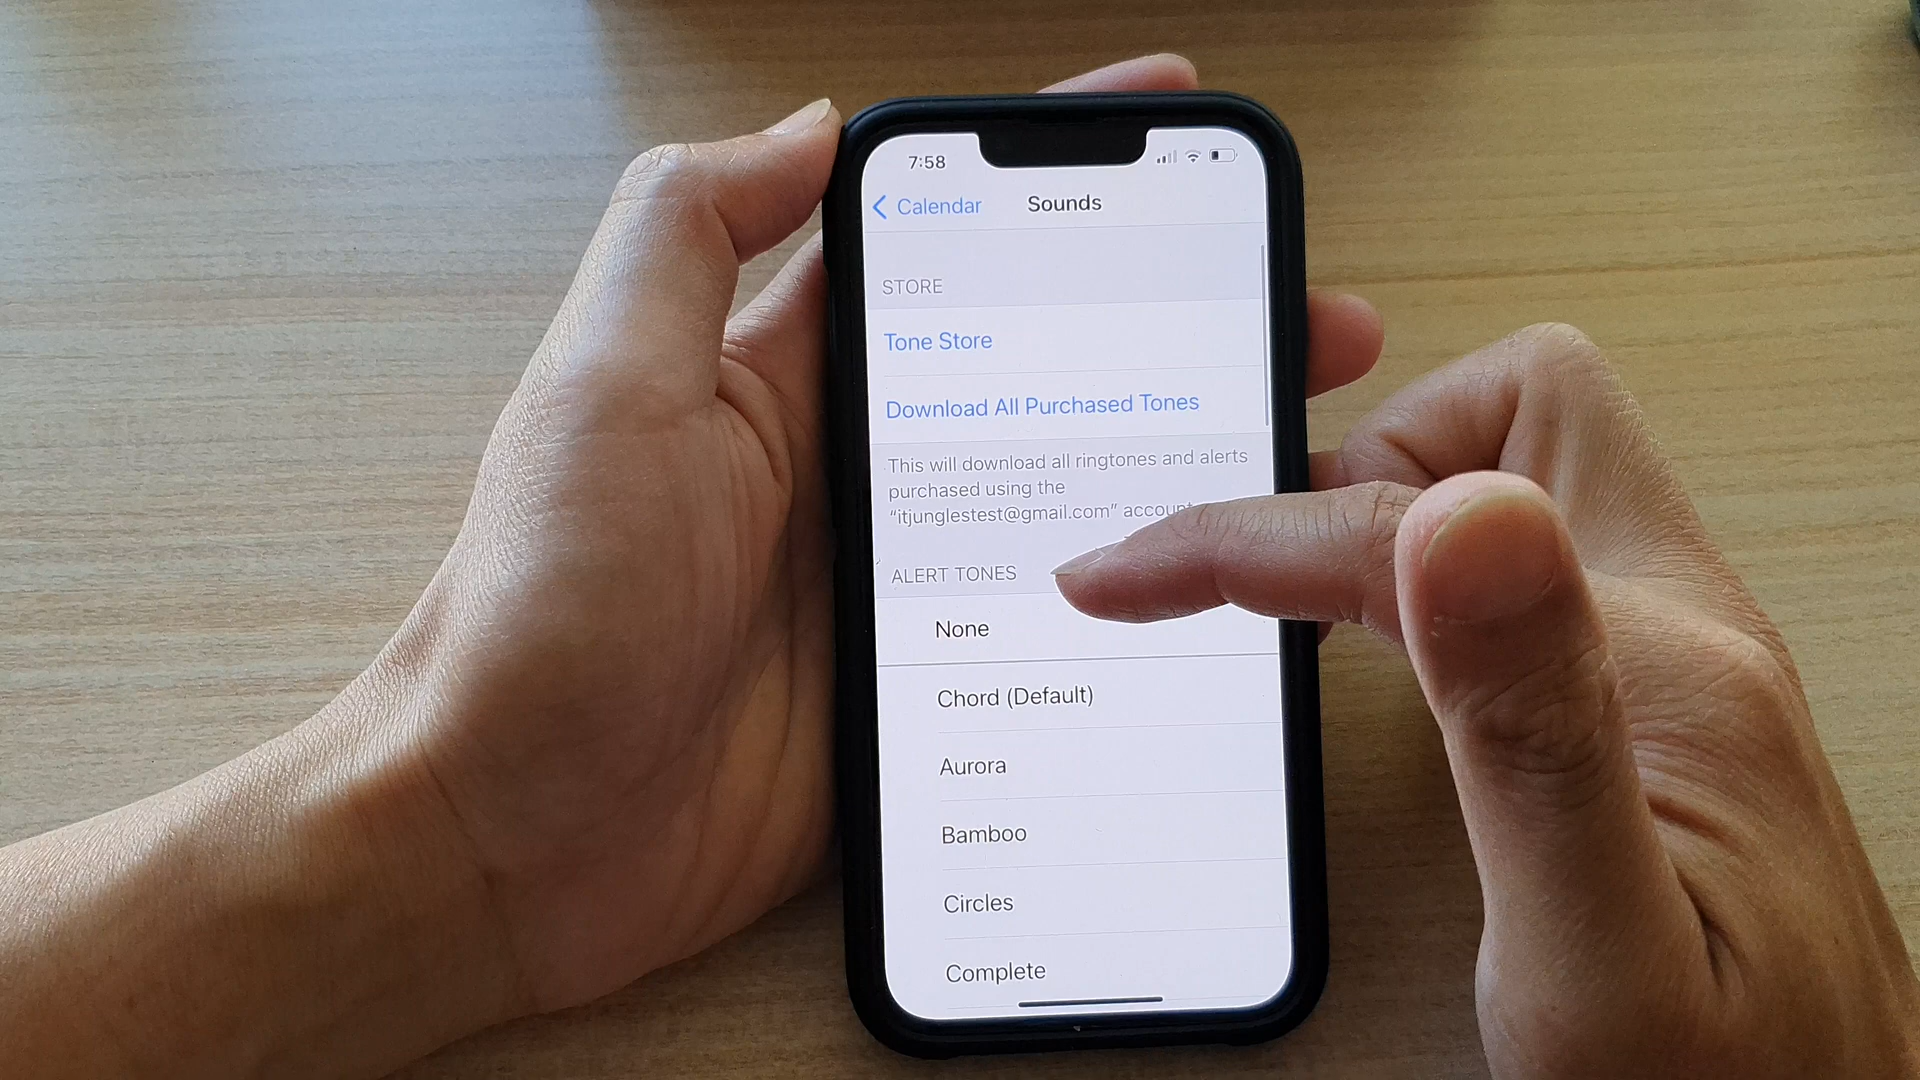 7:58
Calendar
Sounds
STORE
Tone Store
Download All Purchased Tones
This will download all ringtones and alerts
purchased using the
“itjunglestest@gmail.com” account
ALERT TONES
None
Chord (Default)
Aurora
Bamboo
Circles
Complete